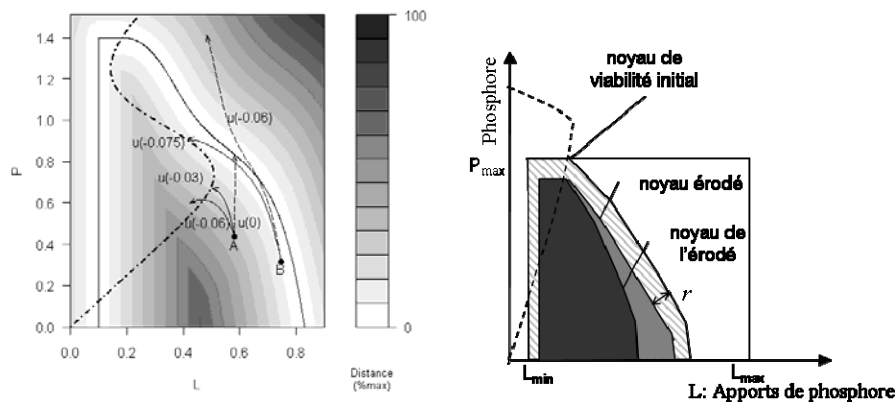 1.4
1.2
1.0
0.8
0.6
0.4
0.2
0.0
P
0.0
0.2
0.4
0.6
0.8
L
u(-0.06)
u(-0.075)
u(-0.03)
u(-0.06)
u(0)
A
B
100
0
Distance
(%max)
noyau de
viabilité initial
Phosphore
Pmax
noyau érodé
noyau de
l'érodé
r
Lmin
Lmax
L: Apports de phosphore